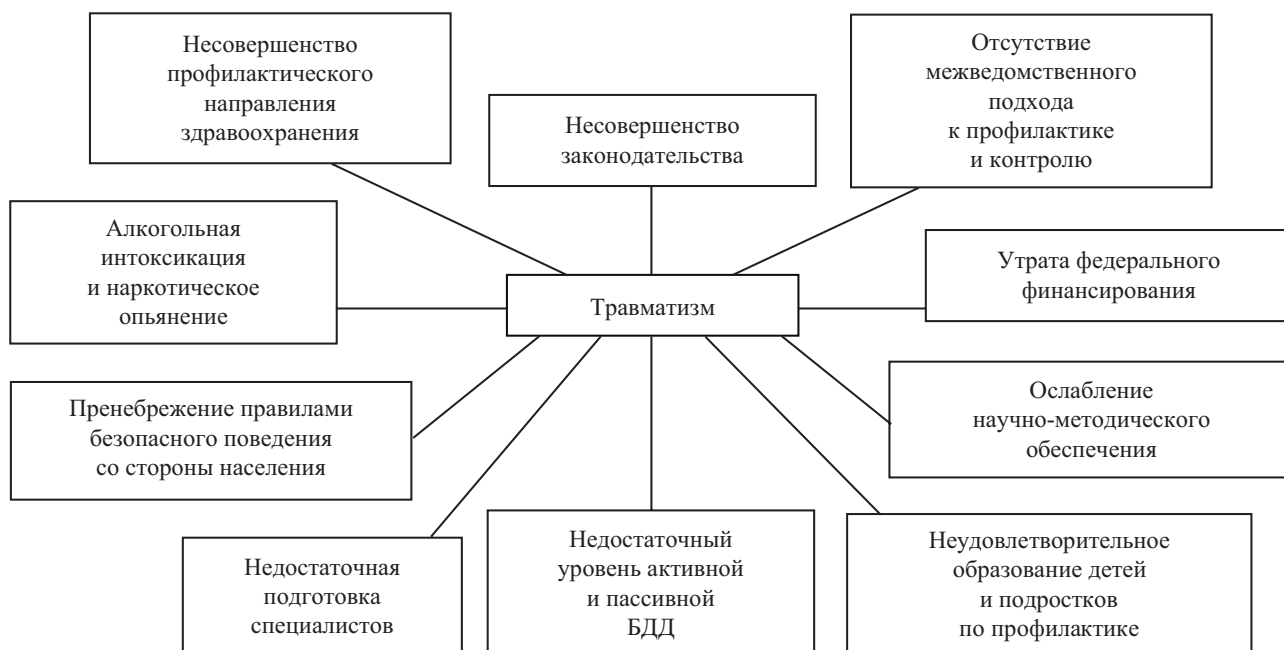 Несовершенство
профилактического
направления
здравоохранения
Несовершенство
законодательства
Отсутствие
межведомственного
подхода
к профилактике
и контролю
Алкогольная
интоксикация
и наркотическое
опьянение
Травматизм
Утрата федерального
финансирования
Пренебрежение правилами
безопасного поведения
со стороны населения
Ослабление
научно-методического
обеспечения
Недостаточная
подготовка
специалистов
Недостаточный
уровень активной
и пассивной
БДД
Неудовлетворительное
образование детей
и подростков
по профилактике